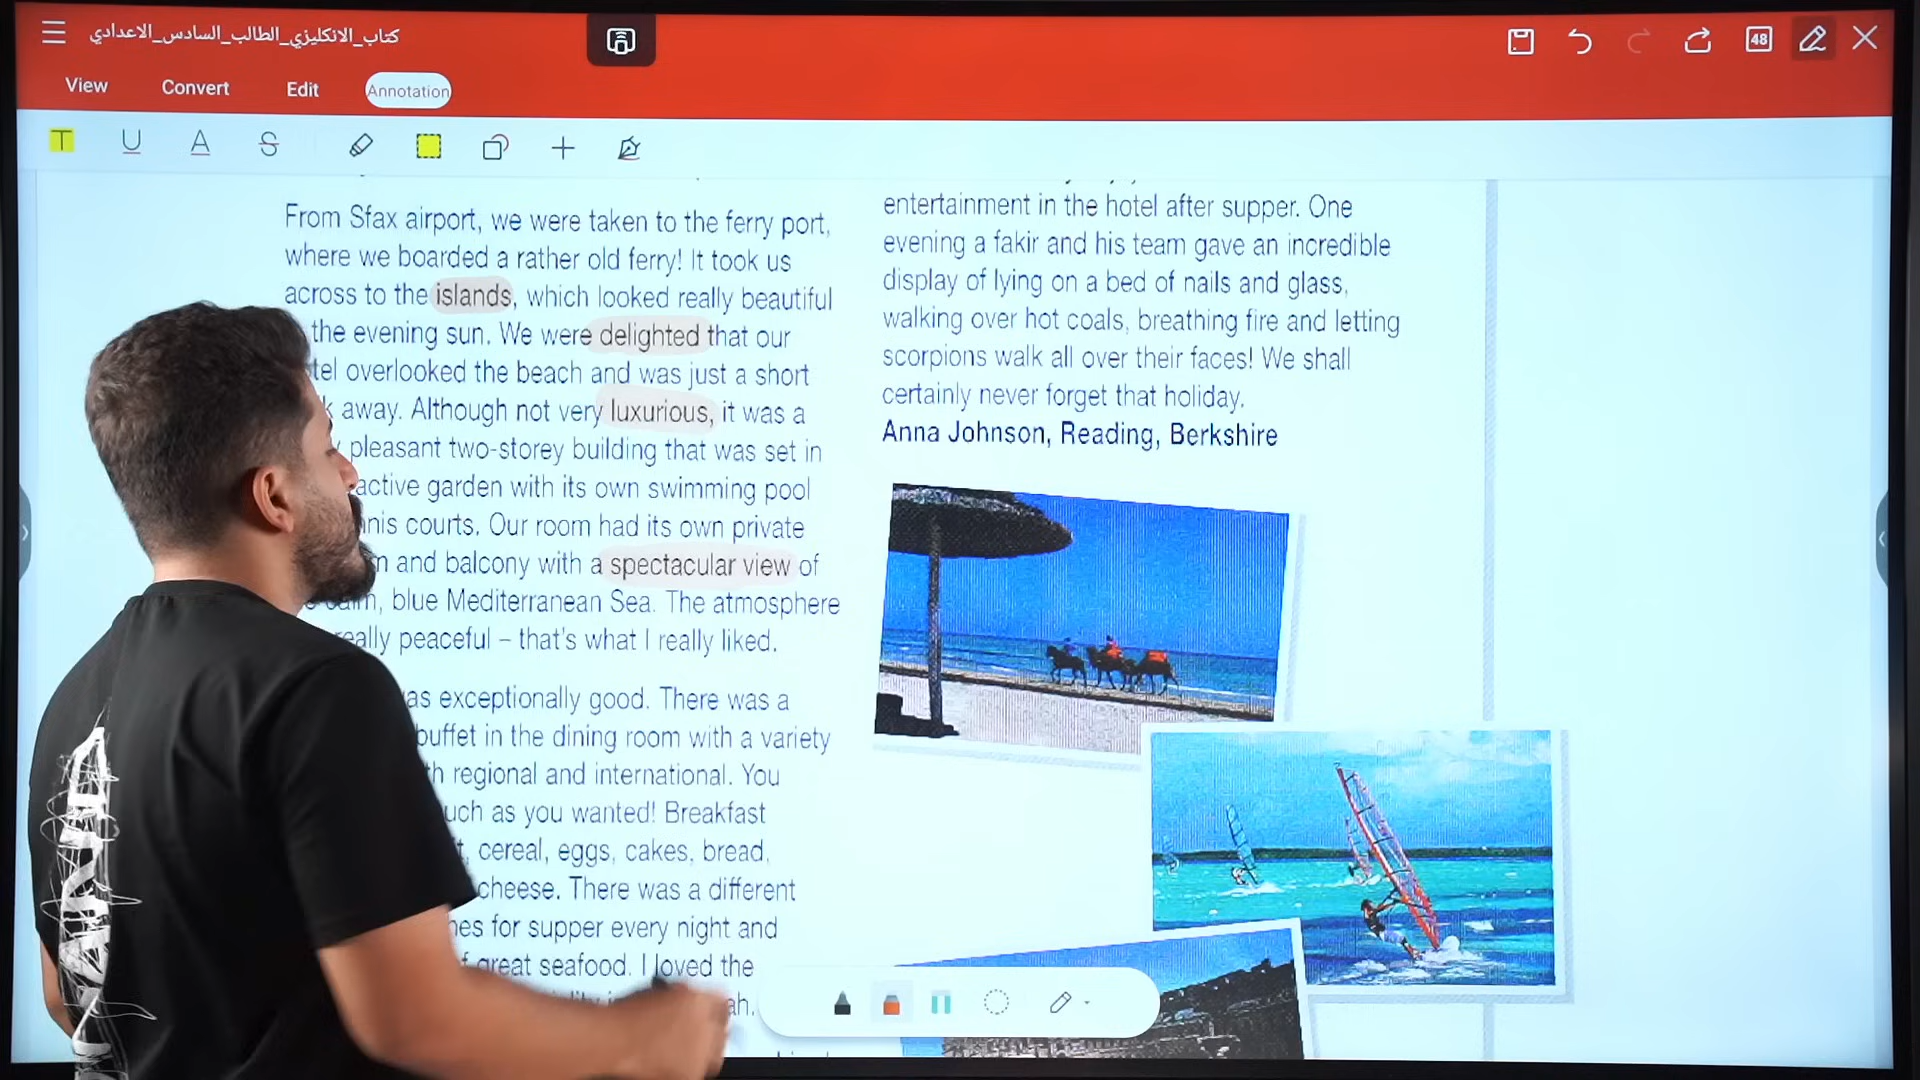 كتاب_الانكليزي_الطالب_السادس_الاعدادي
48
View Convert Edit Annotation
T U A S
From Sfax airport, we were taken to the ferry port,
where we boarded a rather old ferry! It took us
across to the islands, which looked really beautiful
the evening sun. We were delighted that our
overlooked the beach and was just a short
away. Although not very luxurious, it was a
pleasant two-storey building that was set in
garden with its own swimming pool
courts. Our room had its own private
and balcony with a spectacular view of
blue Mediterranean Sea. The atmosphere
really peaceful – that's what I really liked.
exceptionally good. There was a
buffet in the dining room with a variety
regional and international. You
as you wanted! Breakfast
cereal, eggs, cakes, bread,
cheese. There was a different
for supper every night and
great seafood. I loved the
entertainment in the hotel after supper. One
evening a fakir and his team gave an incredible
display of lying on a bed of nails and glass,
walking over hot coals, breathing fire and letting
scorpions walk all over their faces! We shall
certainly never forget that holiday.
Anna Johnson, Reading, Berkshire